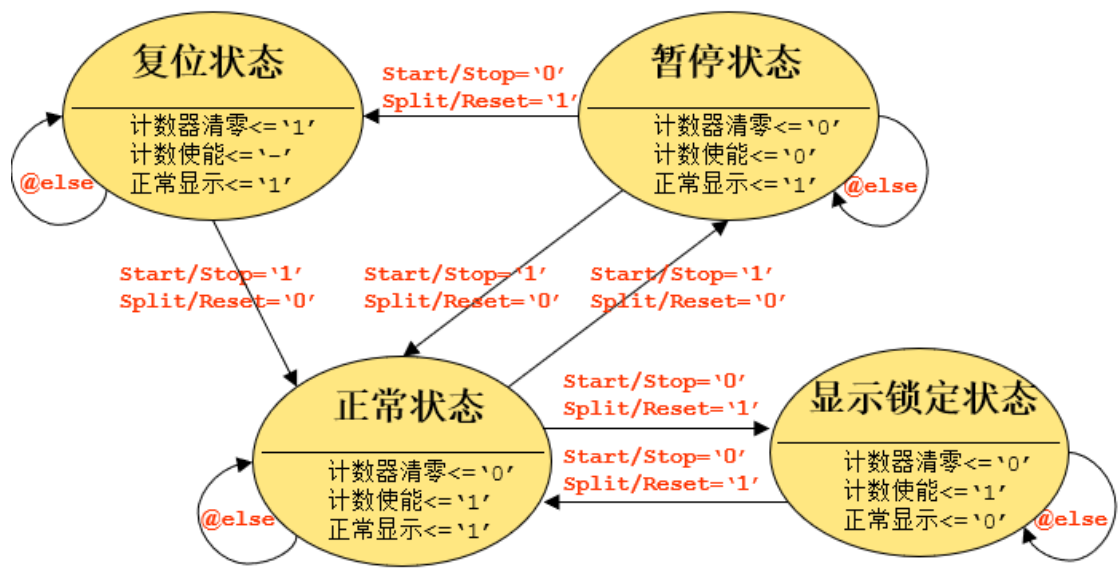 复位状态
计数器清零<=‘1’
计数使能<=‘-’
正常显示<=‘1’
@else
Start/Stop=‘0’
Split/Reset=‘1’
暂停状态
计数器清零<=‘0’
计数使能<=‘0’
正常显示<=‘1’
@else
Start/Stop=‘1’
Split/Reset=‘0’
Start/Stop=‘1’
Split/Reset=‘0’
Start/Stop=‘1’
Split/Reset=‘0’
正常状态
计数器清零<=‘0’
计数使能<=‘1’
正常显示<=‘1’
@else
Start/Stop=‘0’
Split/Reset=‘1’
Start/Stop=‘0’
Split/Reset=‘1’
显示锁定状态
计数器清零<=‘0’
计数使能<=‘1’
正常显示<=‘0’
@else